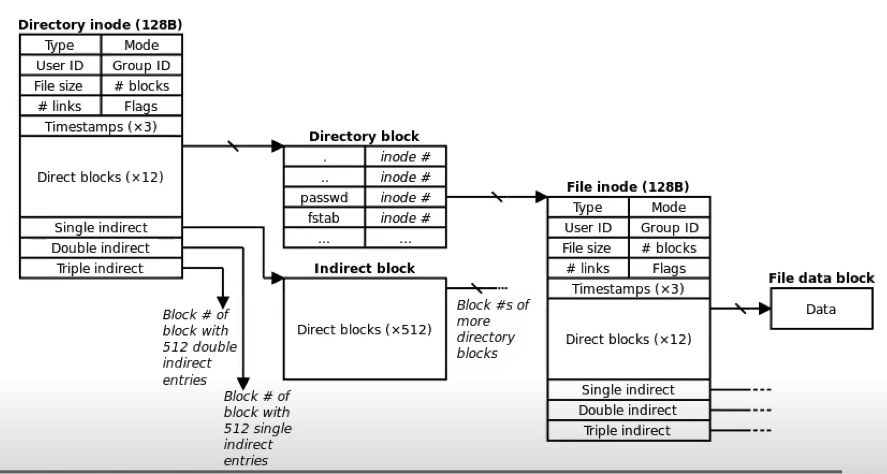 Directory inode (128B)
Type Mode
User ID Group ID
File size # blocks
# links Flags
Timestamps (×3)
Direct blocks (×12)
Single indirect
Double indirect
Triple indirect
Block # of
block with
512 double
indirect
entries
Block # of
block with
512 single
indirect
entries
Directory block
. inode #
.. inode #
passwd inode #
fstab inode #
... ...
Indirect block
Direct blocks (×512)
Block #s of
more
directory
blocks
File inode (128B)
Type Mode
User ID Group ID
File size # blocks
# links Flags
Timestamps (×3)
Direct blocks (×12)
Single indirect
Double indirect
Triple indirect
File data block
Data